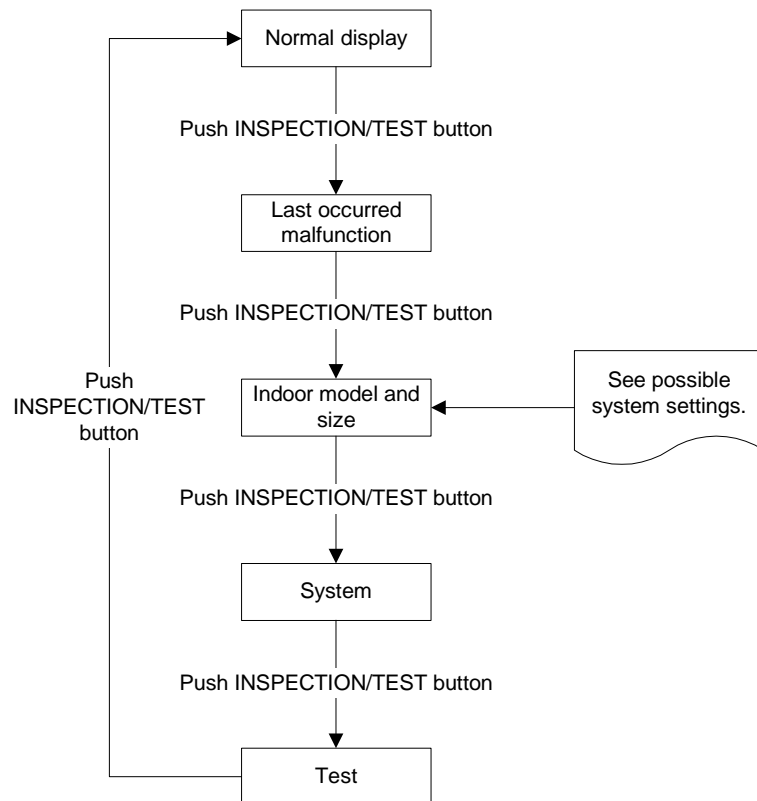 Normal display
Push INSPECTION/TEST button
Last occurred
malfunction
Push INSPECTION/TEST button
Push
INSPECTION/TEST
button
Indoor model and
size
See possible
system settings.
Push INSPECTION/TEST button
System
Push INSPECTION/TEST button
Test